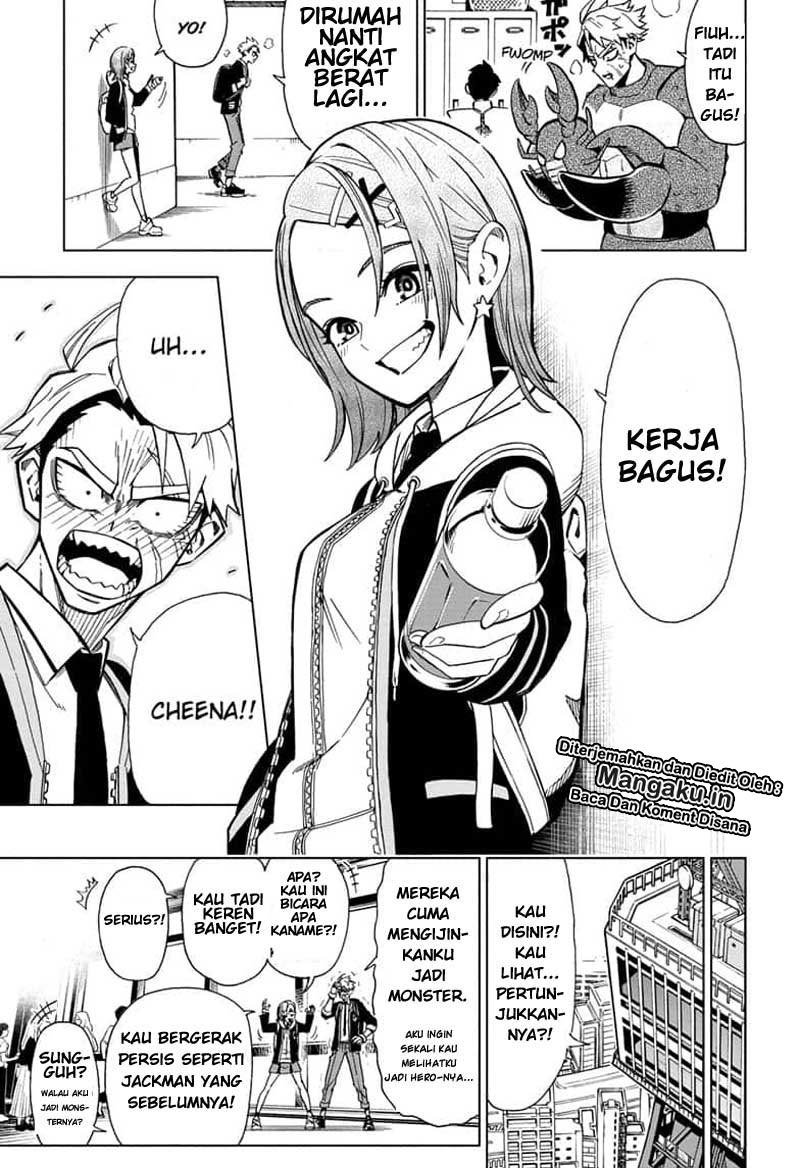 FIUH...
TADI
ITU
BA-
GUS!
ガポッ
FWOMP
DIRUMAH
NANTI
ANGKAT
BERAT
LAGI...
YO!
KERJA
BAGUS!
UH...
CHEENA!!
Diterjemahkan dan Diedit Oleh :
Mangaku.in
Baca Dan Koment Disana
KAU
DISINI?!
KAU
LIHAT...
PERTUN-
JUKKAN-
NYA?!
MEREKA
CUMA
MENGIJIN-
KANKU
JADI
MONSTER.
AKU INGIN
SEKALI KAU
MELIHATKU
JADI HERO-NYA...
APA?
KAU INI
BICARA
APA
KANAME?!
KAU TADI
KEREN
BANGET!
SERIUS?!
KAU BERGERAK
PERSIS SEPERTI
JACKMAN YANG
SEBELUMNYA!
SUNG-
GUH?
WALAU AKU
JADI MONS-
TERNYA?